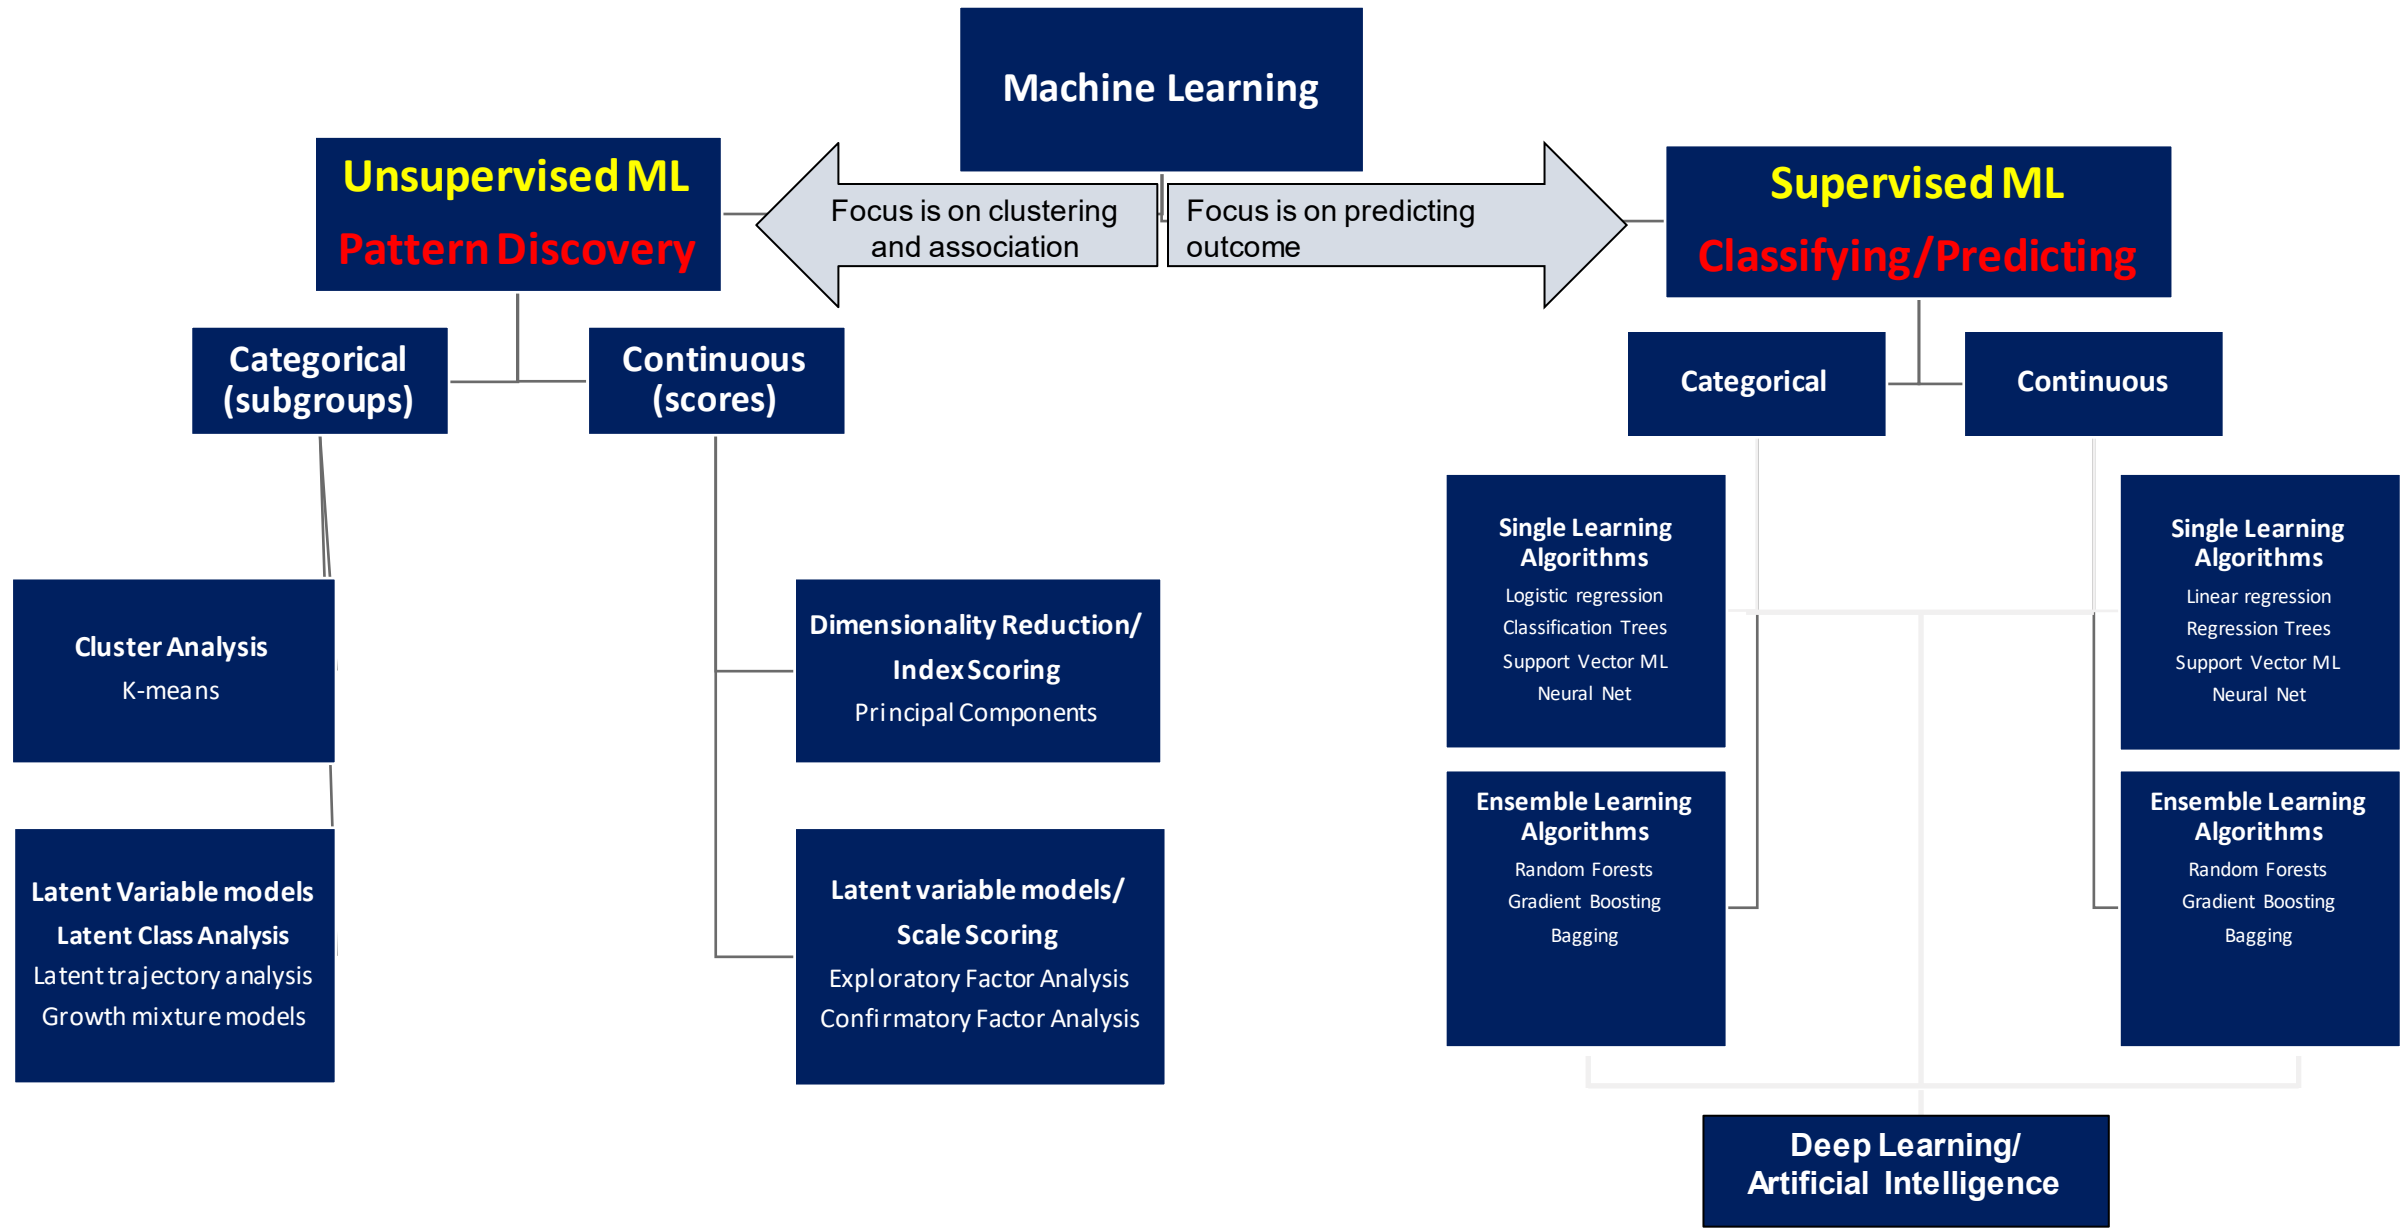 Machine Learning
Unsupervised ML
Pattern Discovery
Focus is on clustering
and association
Focus is on predicting
outcome
Supervised ML
Classifying/Predicting
Categorical
(subgroups)
Continuous
(scores)
Categorical
Continuous
Cluster Analysis
K-means
Latent Variable models
Latent Class Analysis
Latent trajectory analysis
Growth mixture models
Dimensionality Reduction/
Index Scoring
Principal Components
Latent variable models/
Scale Scoring
Exploratory Factor Analysis
Confirmatory Factor Analysis
Single Learning
Algorithms
Logistic regression
Classification Trees
Support Vector ML
Neural Net
Ensemble Learning
Algorithms
Random Forests
Gradient Boosting
Bagging
Single Learning
Algorithms
Linear regression
Regression Trees
Support Vector ML
Neural Net
Ensemble Learning
Algorithms
Random Forests
Gradient Boosting
Bagging
Deep Learning/
Artificial Intelligence